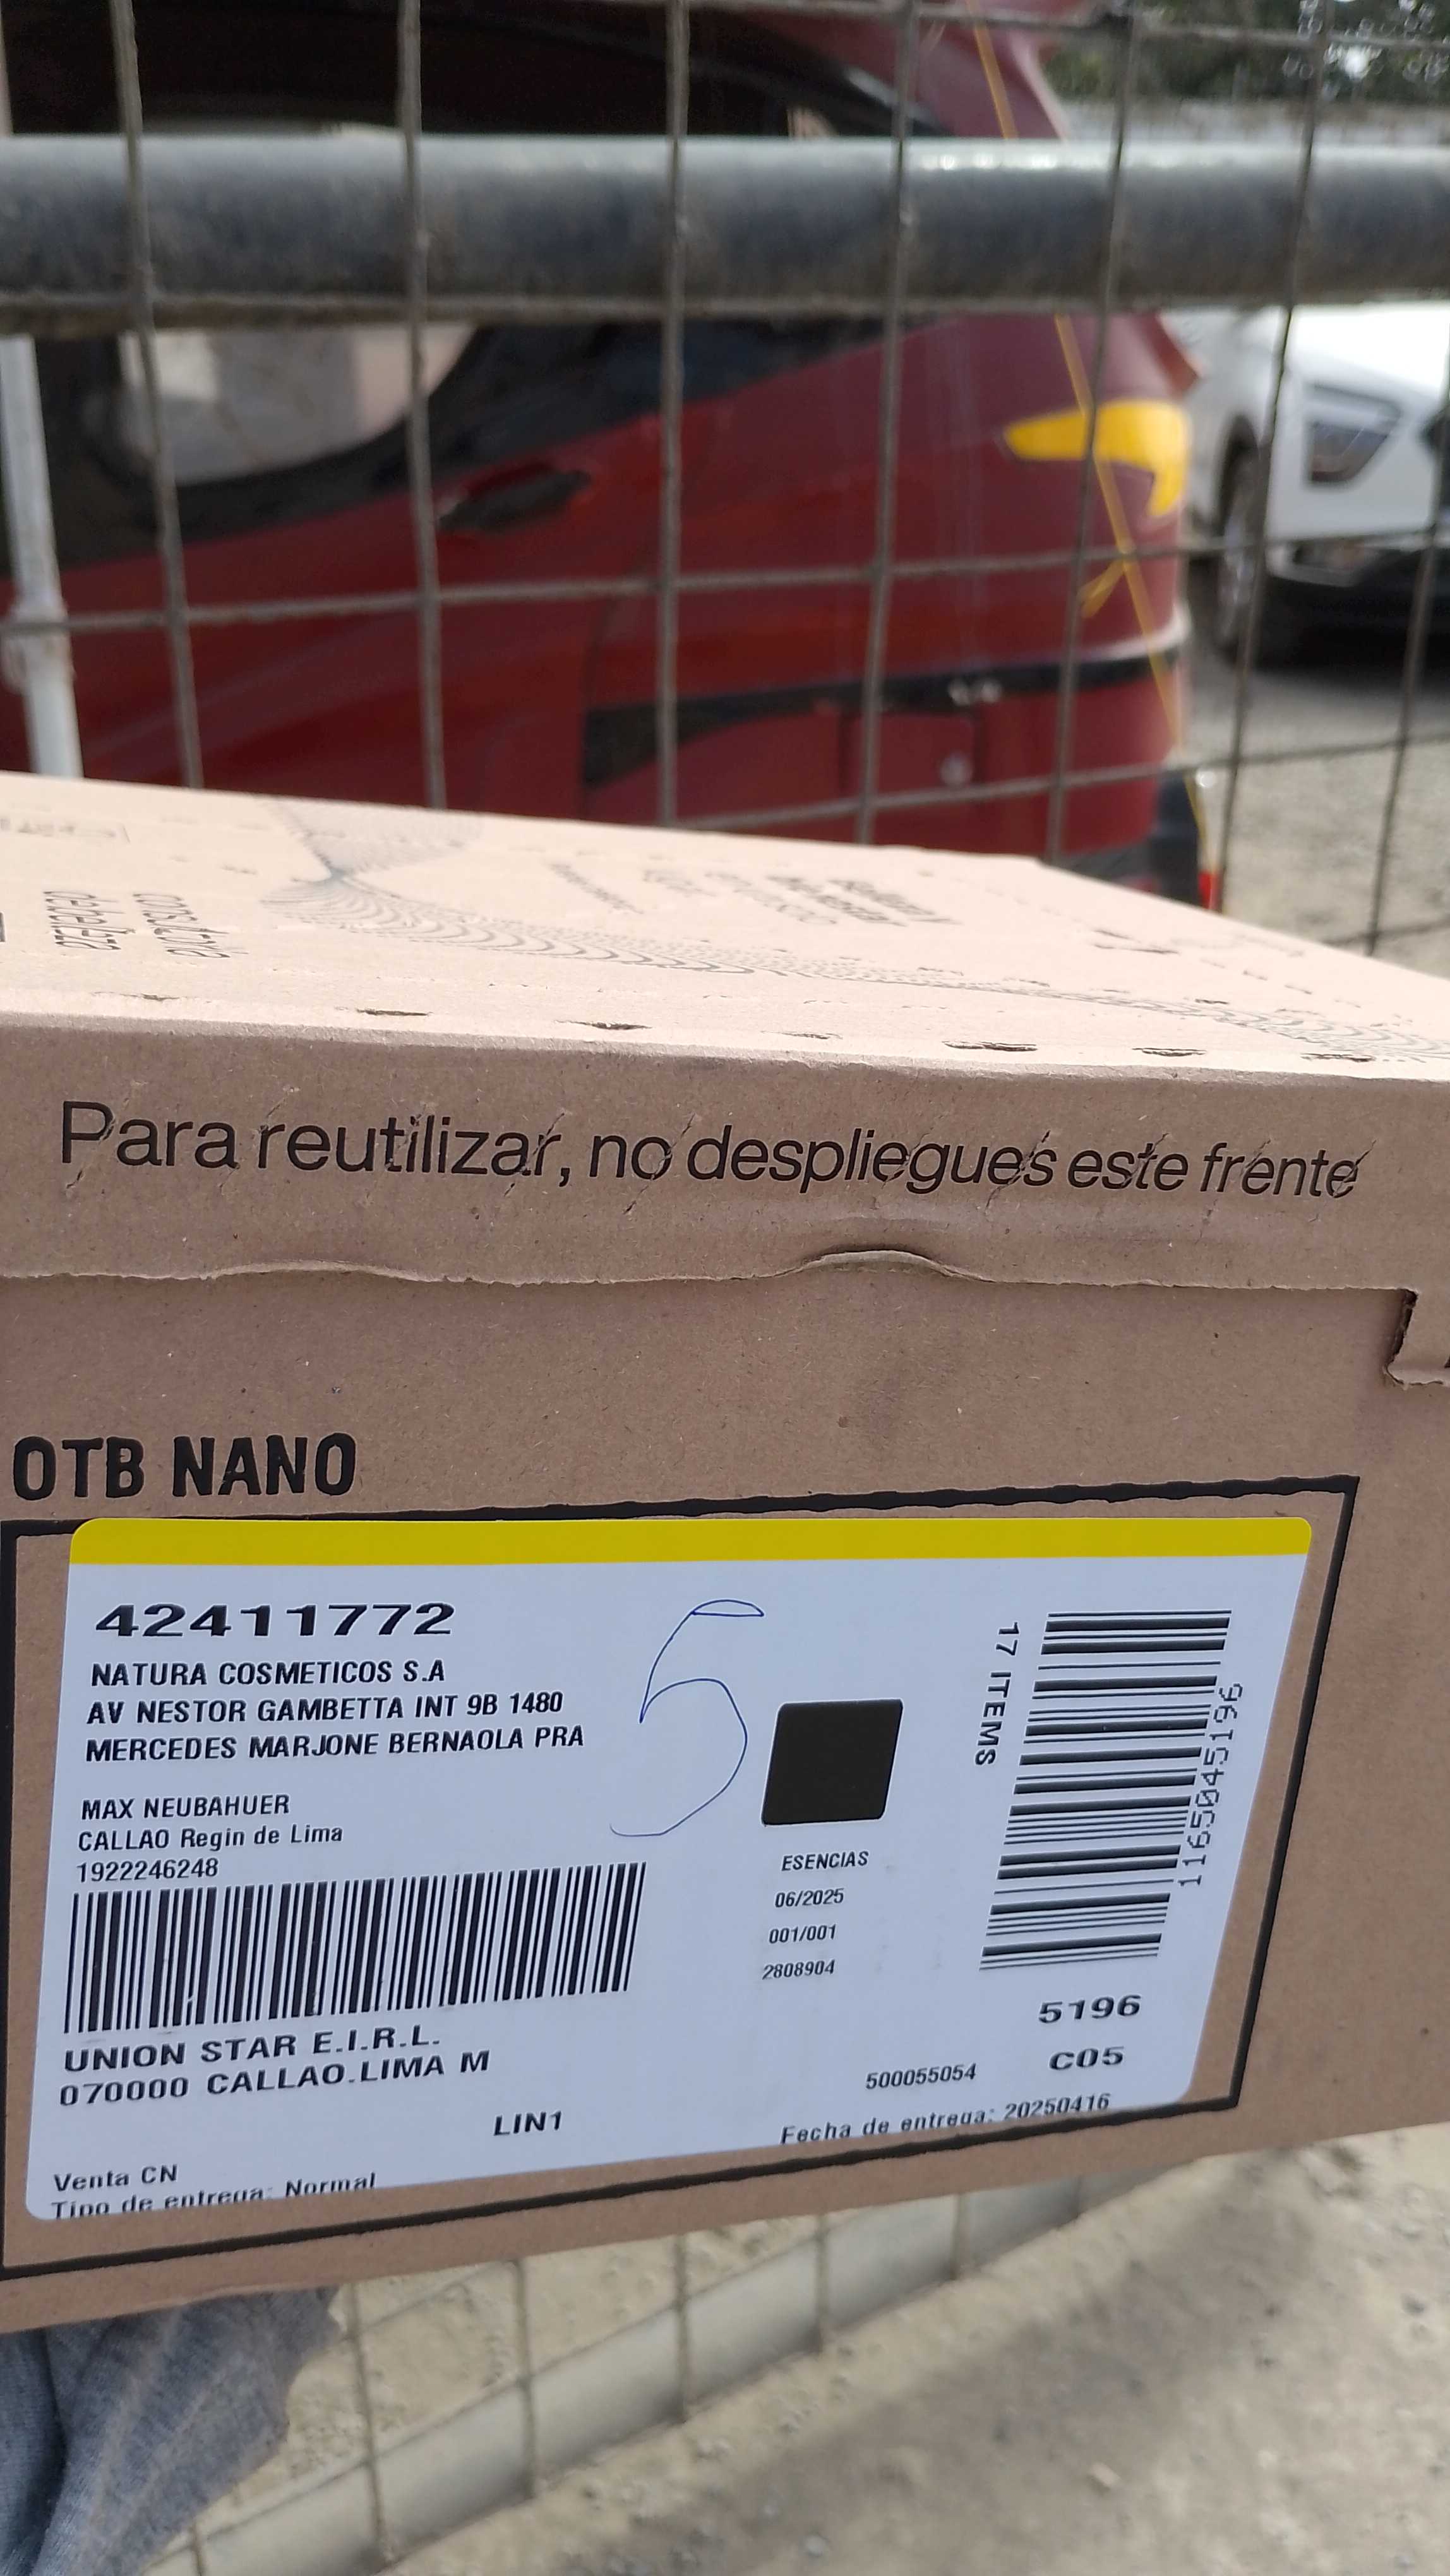 Para reutilizar, no despliegues este frente
OTB NANO
42411772
NATURA COSMETICOS S.A
AV NESTOR GAMBETTA INT 9B 1480
MERCEDES MARJONE BERNAOLA PRA
MAX NEUBAHUER
CALLAO Regin de Lima
1922246248
UNION STAR E.I.R.L.
070000 CALLAO.LIMA M
LIN1
Venta CN
Tipo de entrega: Normal
5
ESENCIAS
06/2025
001/001
2808904
17 ITEMS
1165045196
5196
C05
500055054
Fecha de entrega: 20250416